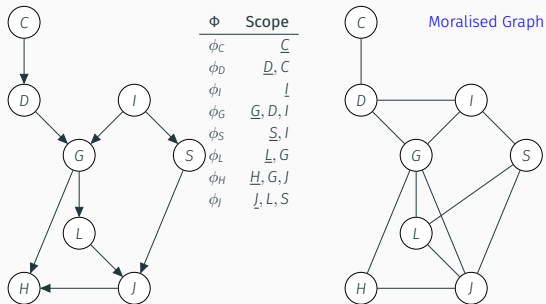 C
D
I
G
S
L
H
J
Φ Scope
ϕC C
ϕD D, C
ϕI I
ϕG G, D, I
ϕS S, I
ϕL L, G
ϕH H, G, J
ϕJ J, L, S
Moralised Graph
C
D
I
G
S
L
H
J